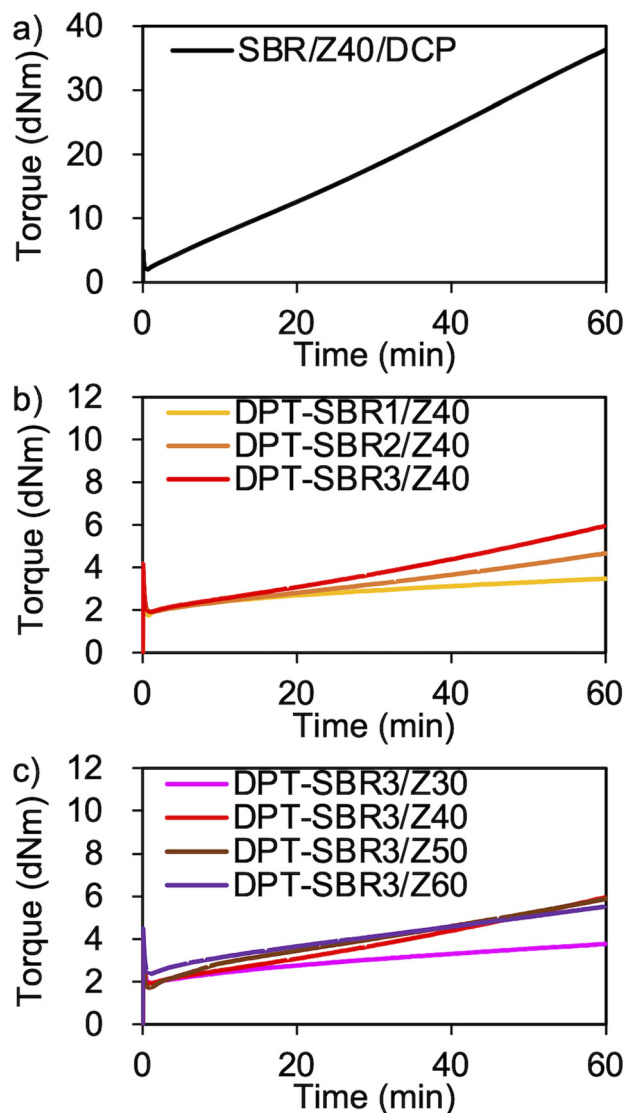 a)
SBR/Z40/DCP
Torque (dNm)
40
30
20
10
0
0 20 40 60
Time (min)
b)
DPT-SBR1/Z40
DPT-SBR2/Z40
DPT-SBR3/Z40
Torque (dNm)
12
10
8
6
4
2
0
0 20 40 60
Time (min)
c)
DPT-SBR3/Z30
DPT-SBR3/Z40
DPT-SBR3/Z50
DPT-SBR3/Z60
Torque (dNm)
12
10
8
6
4
2
0
0 20 40 60
Time (min)